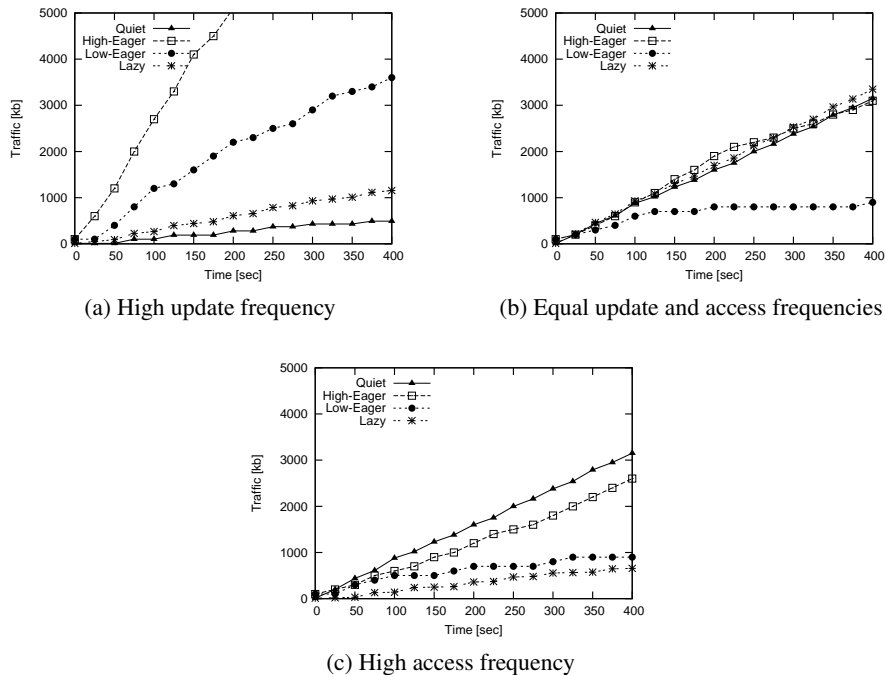 Quiet
High-Eager
Low-Eager
Lazy
5000
4000
3000
2000
1000
0
Traffic [kb]
0 50 100 150 200 250 300 350 400
Time [sec]
(a) High update frequency
Quiet
High-Eager
Low-Eager
Lazy
5000
4000
3000
2000
1000
0
Traffic [kb]
0 50 100 150 200 250 300 350 400
Time [sec]
(b) Equal update and access frequencies
Quiet
High-Eager
Low-Eager
Lazy
5000
4000
3000
2000
1000
0
Traffic [kb]
0 50 100 150 200 250 300 350 400
Time [sec]
(c) High access frequency